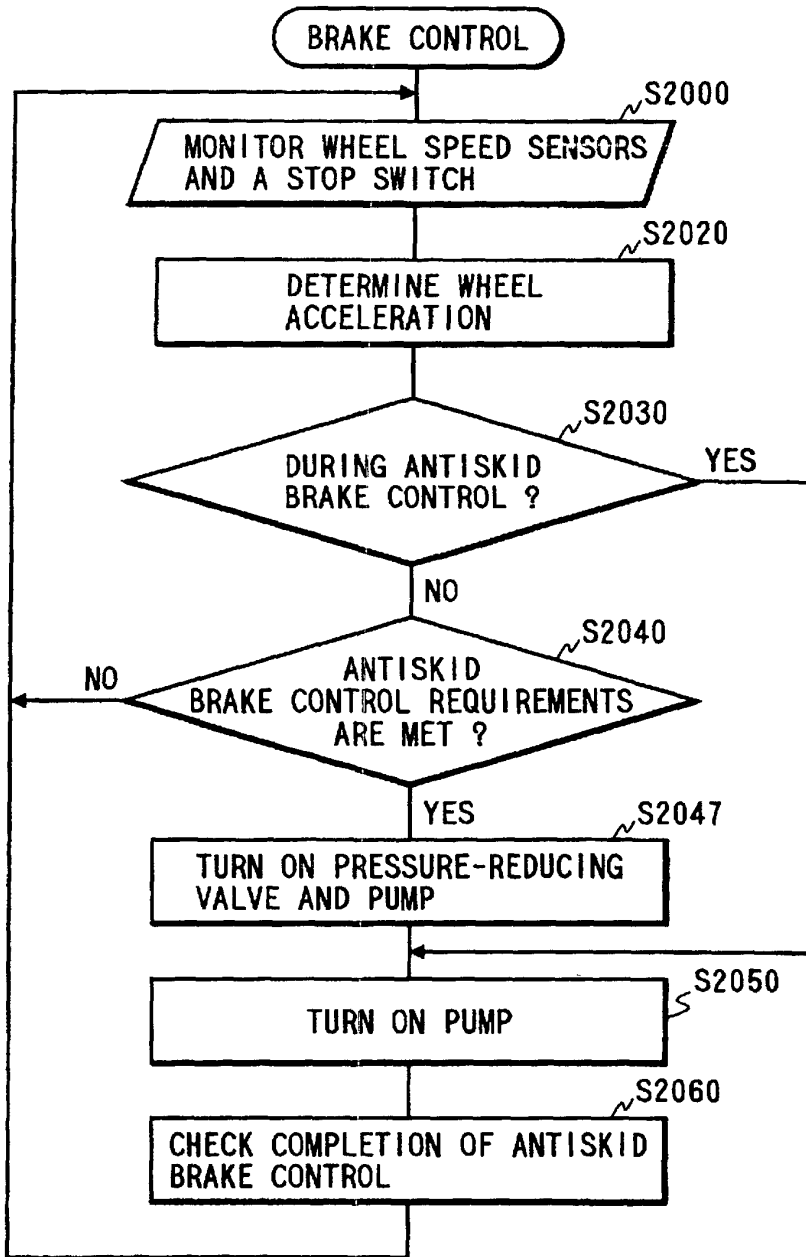 BRAKE CONTROL
S2000
MONITOR WHEEL SPEED SENSORS
AND A STOP SWITCH
S2020
DETERMINE WHEEL
ACCELERATION
S2030
DURING ANTISKID
BRAKE CONTROL ?
YES
NO
S2040
ANTISKID
BRAKE CONTROL REQUIREMENTS
ARE MET ?
NO
YES
S2047
TURN ON PRESSURE-REDUCING
VALVE AND PUMP
S2050
TURN ON PUMP
S2060
CHECK COMPLETION OF ANTISKID
BRAKE CONTROL